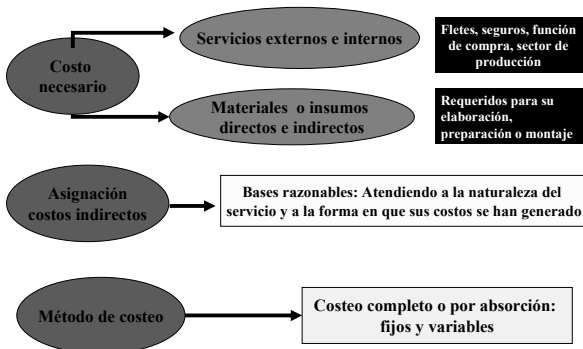 Costo
necesario
Servicios externos e internos
Fletes, seguros, función
de compra, sector de
producción
Materiales o insumos
directos e indirectos
Requeridos para su
elaboración,
preparación o montaje
Asignación
costos indirectos
Bases razonables: Atendiendo a la naturaleza del
servicio y a la forma en que sus costos se han generado
Método de costeo
Costeo completo o por absorción:
fijos y variables